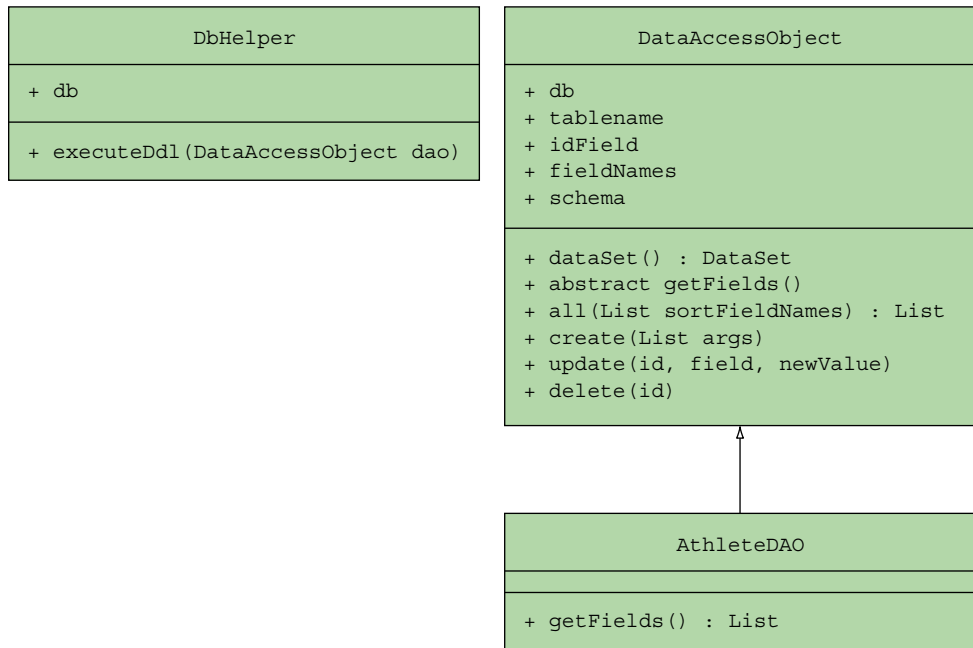 DbHelper
+ db
+ executeDdl(DataAccessObject dao)
DataAccessObject
+ db
+ tablename
+ idField
+ fieldNames
+ schema
+ dataSet() : DataSet
+ abstract getFields()
+ all(List sortFieldNames) : List
+ create(List args)
+ update(id, field, newValue)
+ delete(id)
AthleteDAO
+ getFields() : List